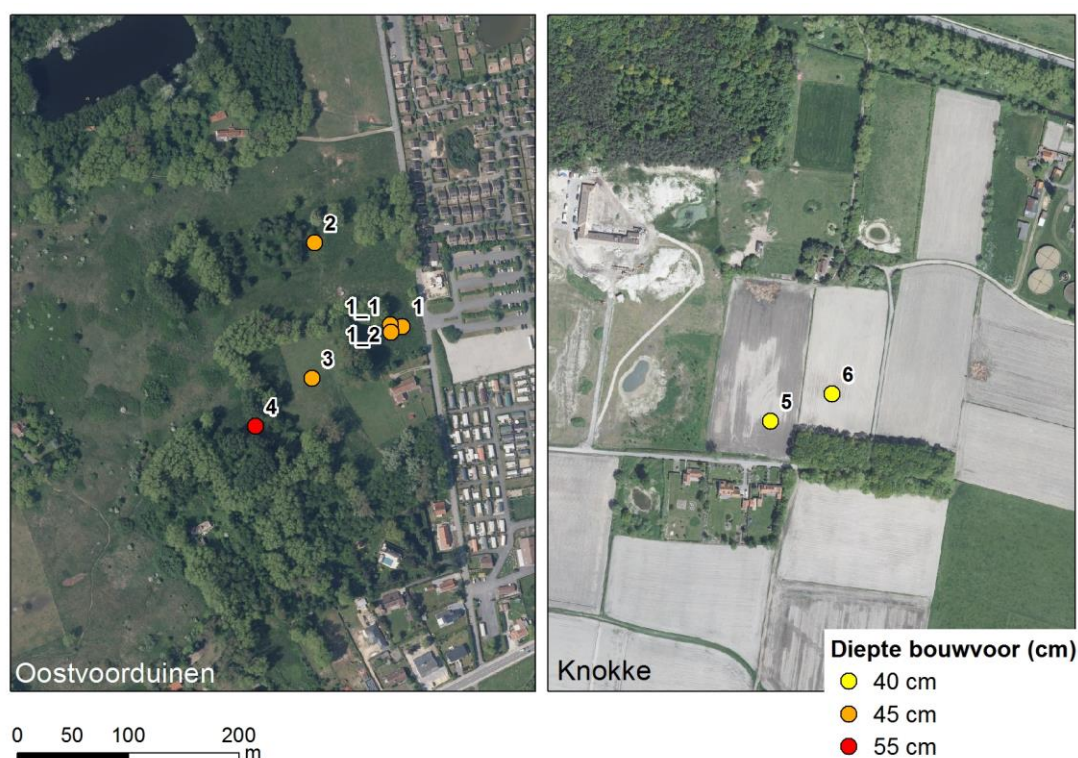 2
1_1
1
1_2
3
4
Oostvoorduinen
6
5
Knokke
Diepte bouwvoor (cm)
40 cm
45 cm
55 cm
0 50 100 200
m